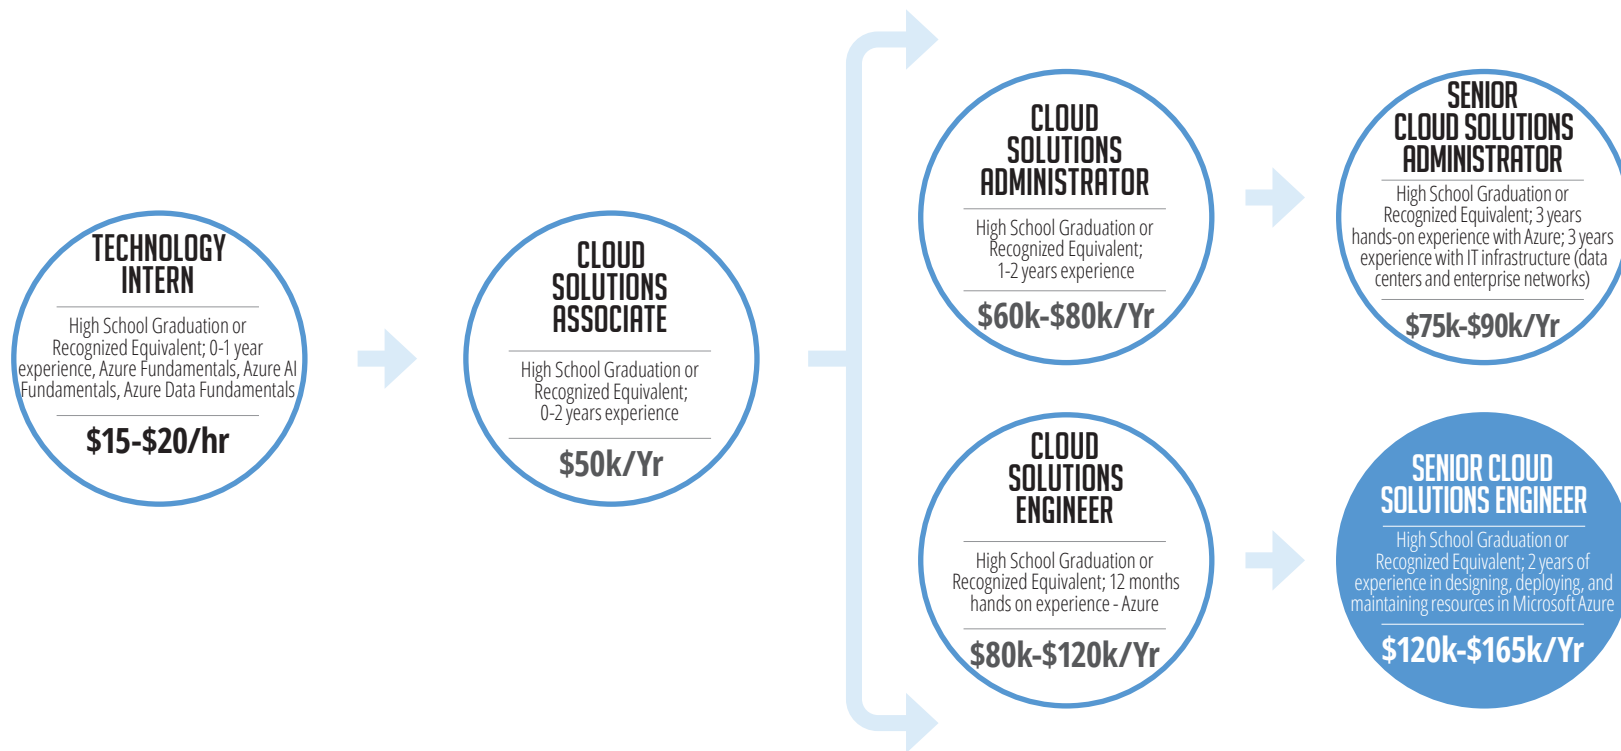 TECHNOLOGY
INTERN
High School Graduation or
Recognized Equivalent; 0-1 year
experience, Azure Fundamentals, Azure AI
Fundamentals, Azure Data Fundamentals
$15-$20/hr
CLOUD
SOLUTIONS
ASSOCIATE
High School Graduation or
Recognized Equivalent;
0-2 years experience
$50k/Yr
CLOUD
SOLUTIONS
ADMINISTRATOR
High School Graduation or
Recognized Equivalent;
1-2 years experience
$60k-$80k/Yr
SENIOR
CLOUD SOLUTIONS
ADMINISTRATOR
High School Graduation or
Recognized Equivalent; 3 years
hands-on experience with Azure; 3 years
experience with IT infrastructure (data
centers and enterprise networks)
$75k-$90k/Yr
CLOUD
SOLUTIONS
ENGINEER
High School Graduation or
Recognized Equivalent; 12 months
hands on experience - Azure
$80k-$120k/Yr
SENIOR CLOUD
SOLUTIONS ENGINEER
High School Graduation or
Recognized Equivalent; 2 years of
experience in designing, deploying, and
maintaining resources in Microsoft Azure
$120k-$165k/Yr